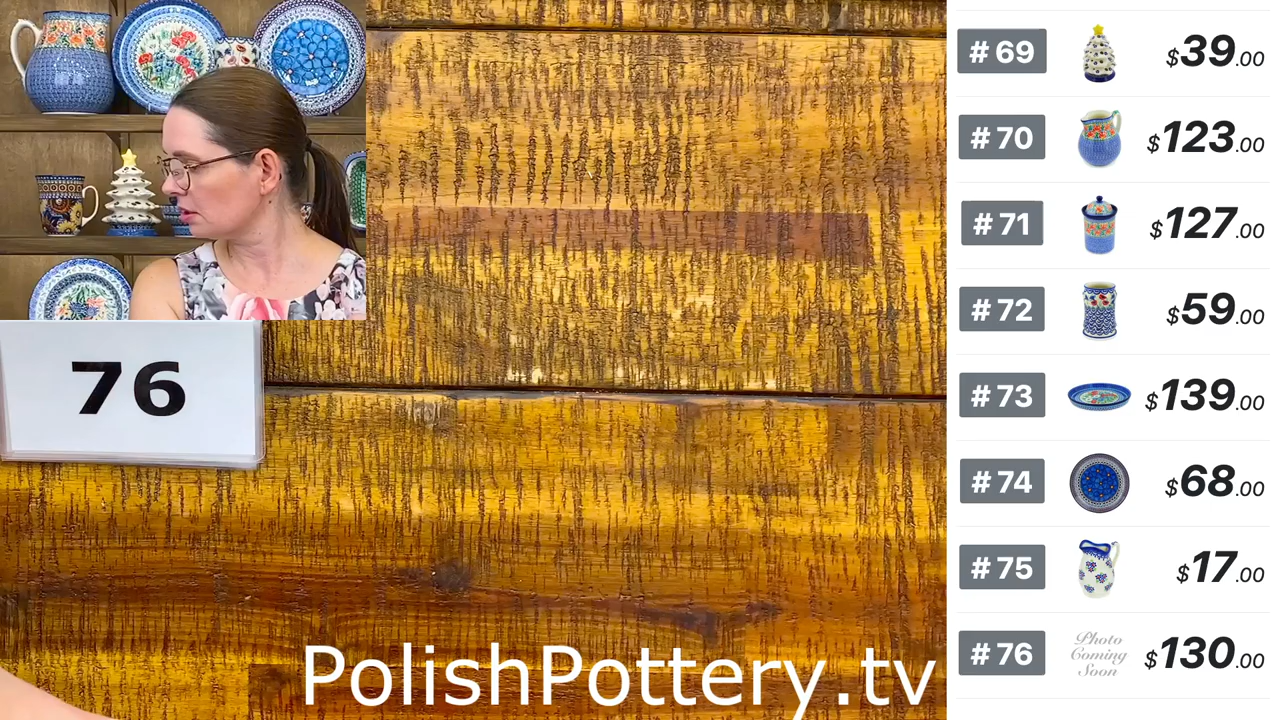 76
PolishPottery.tv
# 69 $39.00
# 70 $123.00
# 71 $127.00
# 72 $59.00
# 73 $139.00
# 74 $68.00
# 75 $17.00
# 76 Photo Coming Soon $130.00